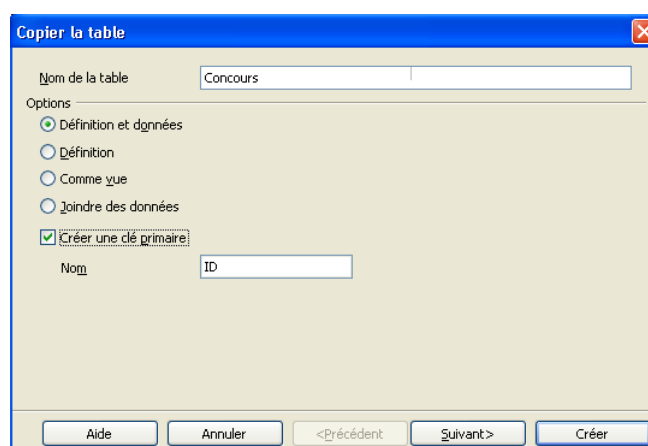 Copier la table
Nom de la table Concours
Options
Définition et données
Définition
Comme vue
Joindre des données
Créer une clé primaire
Nom ID
Aide Annuler <Précédent Suivant> Créer